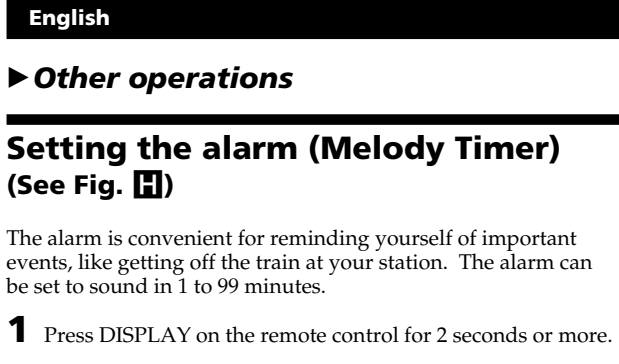 English
►Other operations
Setting the alarm (Melody Timer)
(See Fig. H)
The alarm is convenient for reminding yourself of important
events, like getting off the train at your station.  The alarm can
be set to sound in 1 to 99 minutes.
1 Press DISPLAY on the remote control for 2 seconds or more.